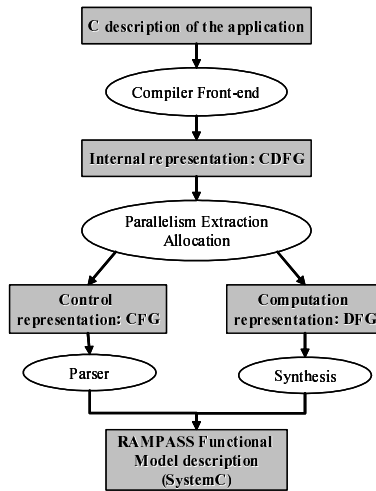 C description of the application
Compiler Front-end
Internal representation: CDFG
Parallelism Extraction
Allocation
Control
representation: CFG
Computation
representation: DFG
Parser
Synthesis
RAMPASS Functional
Model description
(SystemC)